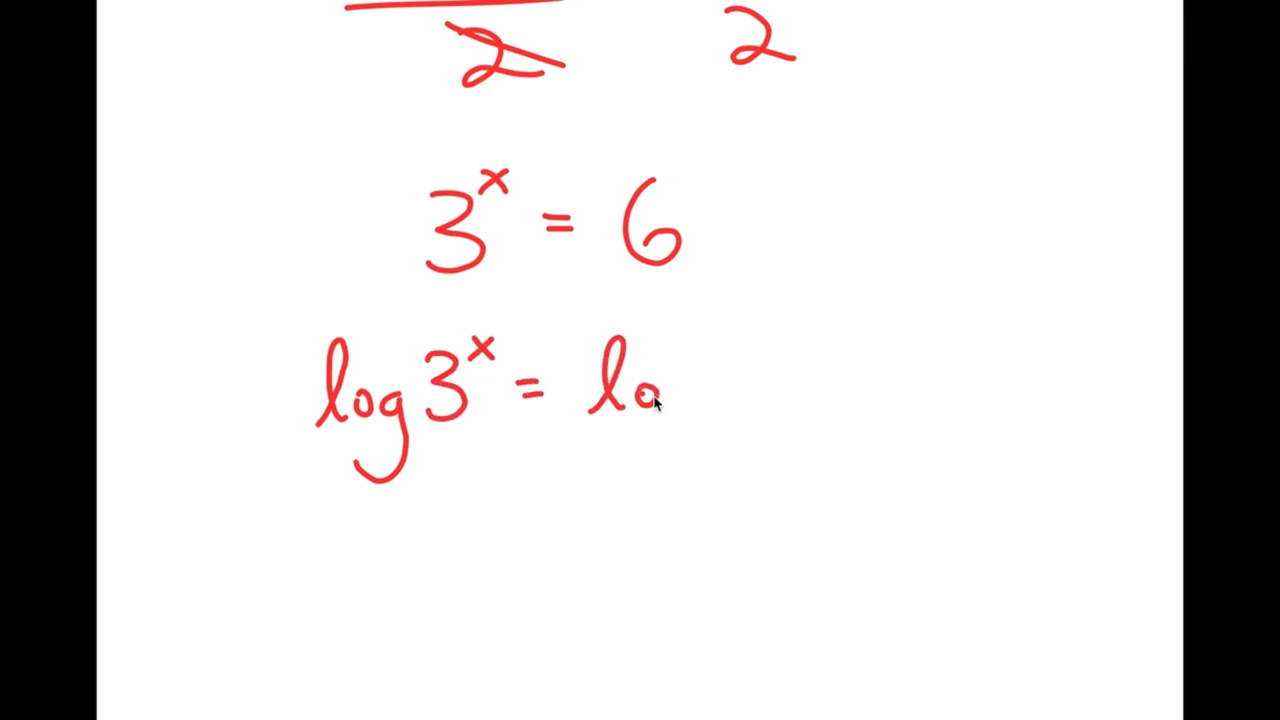 2 2
3^x = 6
log 3^x = lo